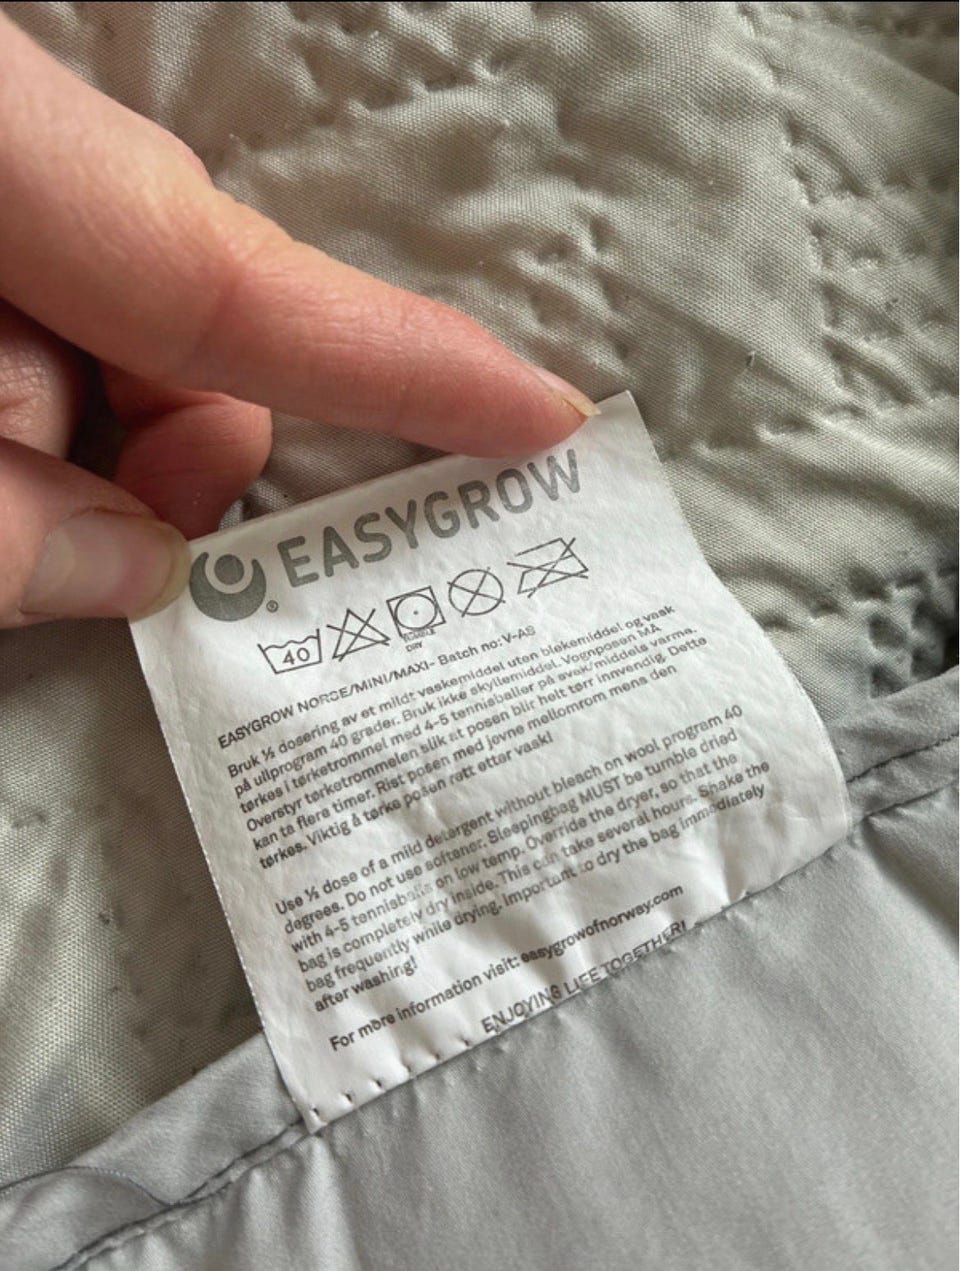 EASYGROW
®
40
TUMBLE
DRY
EASYGROW NORSE/MINI/MAXI- Batch no: V-AS
Bruk ½ dosering av et mildt vaskemiddel uten blekemiddel og vask
på ullprogram 40 grader. Bruk ikke skyllemiddel. Vognposen MÅ
tørkes i tørketrommel med 4-5 tennisballer på svak/middels varme.
Overstyr tørketrommelen slik at posen blir helt tørr innvendig. Dette
kan ta flere timer. Rist posen med jevne mellomrom mens den
tørkes. Viktig å tørke posen rett etter vask!
Use ½ dose of a mild detergent without bleach on wool program 40
degrees. Do not use softener. Sleepingbag MUST be tumble dried
with 4-5 tennisballs on low temp. Override the dryer, so that the
bag is completely dry inside. This can take several hours. Shake the
bag frequently while drying. Important to dry the bag immediately
after washing!
For more information visit: easygrowofnorway.com
ENJOYING LIFE TOGETHER!